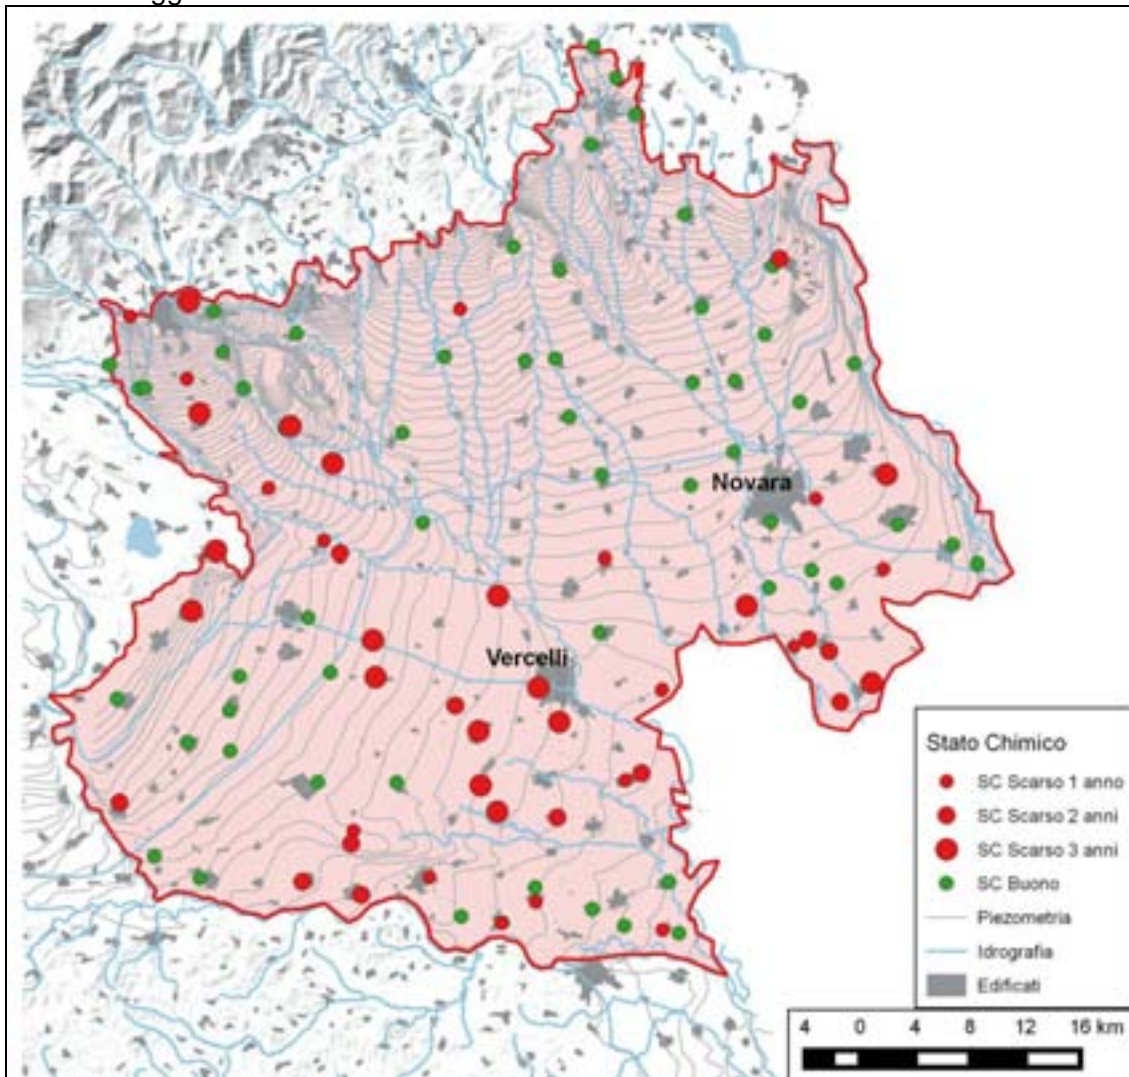 Novara
Vercelli
Stato Chimico
SC Scarso 1 anno
SC Scarso 2 anni
SC Scarso 3 anni
SC Buono
Piezometria
Idrografia
Edificati
4 0 4 8 12 16 km